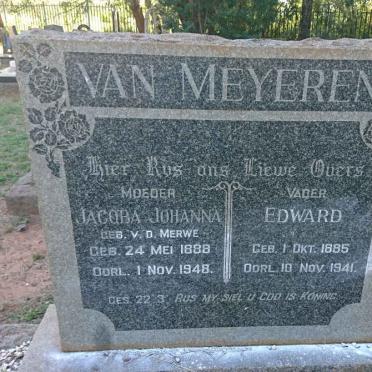 VAN MEYEREN
Hier Rus ons Liewe Ouers
MOEDER
JACOBA JOHANNA
GEB. V. D. MERWE
GEB. 24 MEI 1888
OORL. 1 NOV. 1948.
VADER
EDWARD
GEB. 1 OKT. 1885
OORL. 10 NOV. 1941.
GES. 22 3. RUS MY SIEL U GOD IS KONING